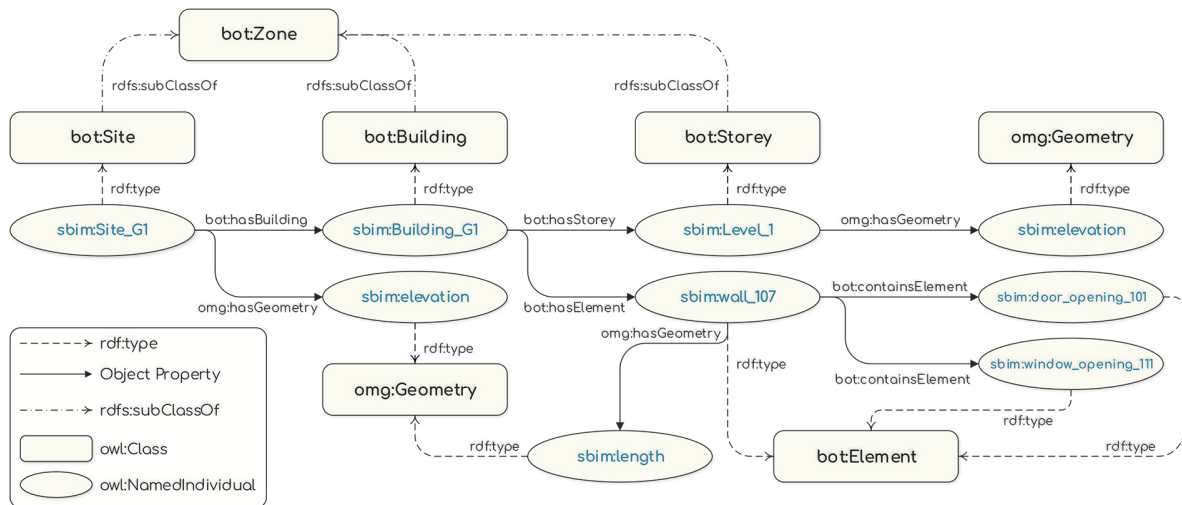 bot:Zone
rdfs:subClassOf
rdfs:subClassOf
rdfs:subClassOf
bot:Site
bot:Building
bot:Storey
omg:Geometry
rdf:type
rdf:type
rdf:type
rdf:type
sbim:Site_G1
bot:hasBuilding
sbim:Building_G1
bot:hasStorey
sbim:Level_1
omg:hasGeometry
sbim:elevation
omg:hasGeometry
sbim:elevation
bot:hasElement
sbim:wall_107
bot:containsElement
sbim:door_opening_101
omg:hasGeometry
rdf:type
rdf:type
bot:containsElement
sbim:window_opening_111
omg:Geometry
rdf:type
sbim:length
rdf:type
rdf:type
bot:Element
rdf:type
Object Property
rdfs:subClassOf
owl:Class
owl:NamedIndividual